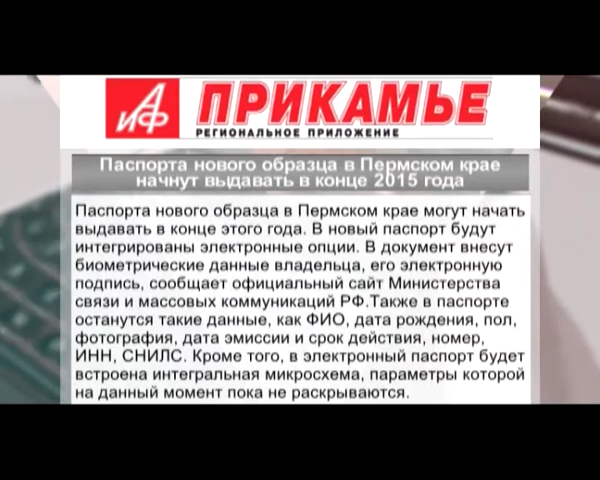 АиФ ПРИКАМЬЕ
РЕГИОНАЛЬНОЕ ПРИЛОЖЕНИЕ
Паспорта нового образца в Пермском крае
начнут выдавать в конце 2015 года
Паспорта нового образца в Пермском крае могут начать
выдавать в конце этого года. В новый паспорт будут
интегрированы электронные опции. В документ внесут
биометрические данные владельца, его электронную
подпись, сообщает официальный сайт Министерства
связи и массовых коммуникаций РФ.Также в паспорте
останутся такие данные, как ФИО, дата рождения, пол,
фотография, дата эмиссии и срок действия, номер,
ИНН, СНИЛС. Кроме того, в электронный паспорт будет
встроена интегральная микросхема, параметры которой
на данный момент пока не раскрываются.